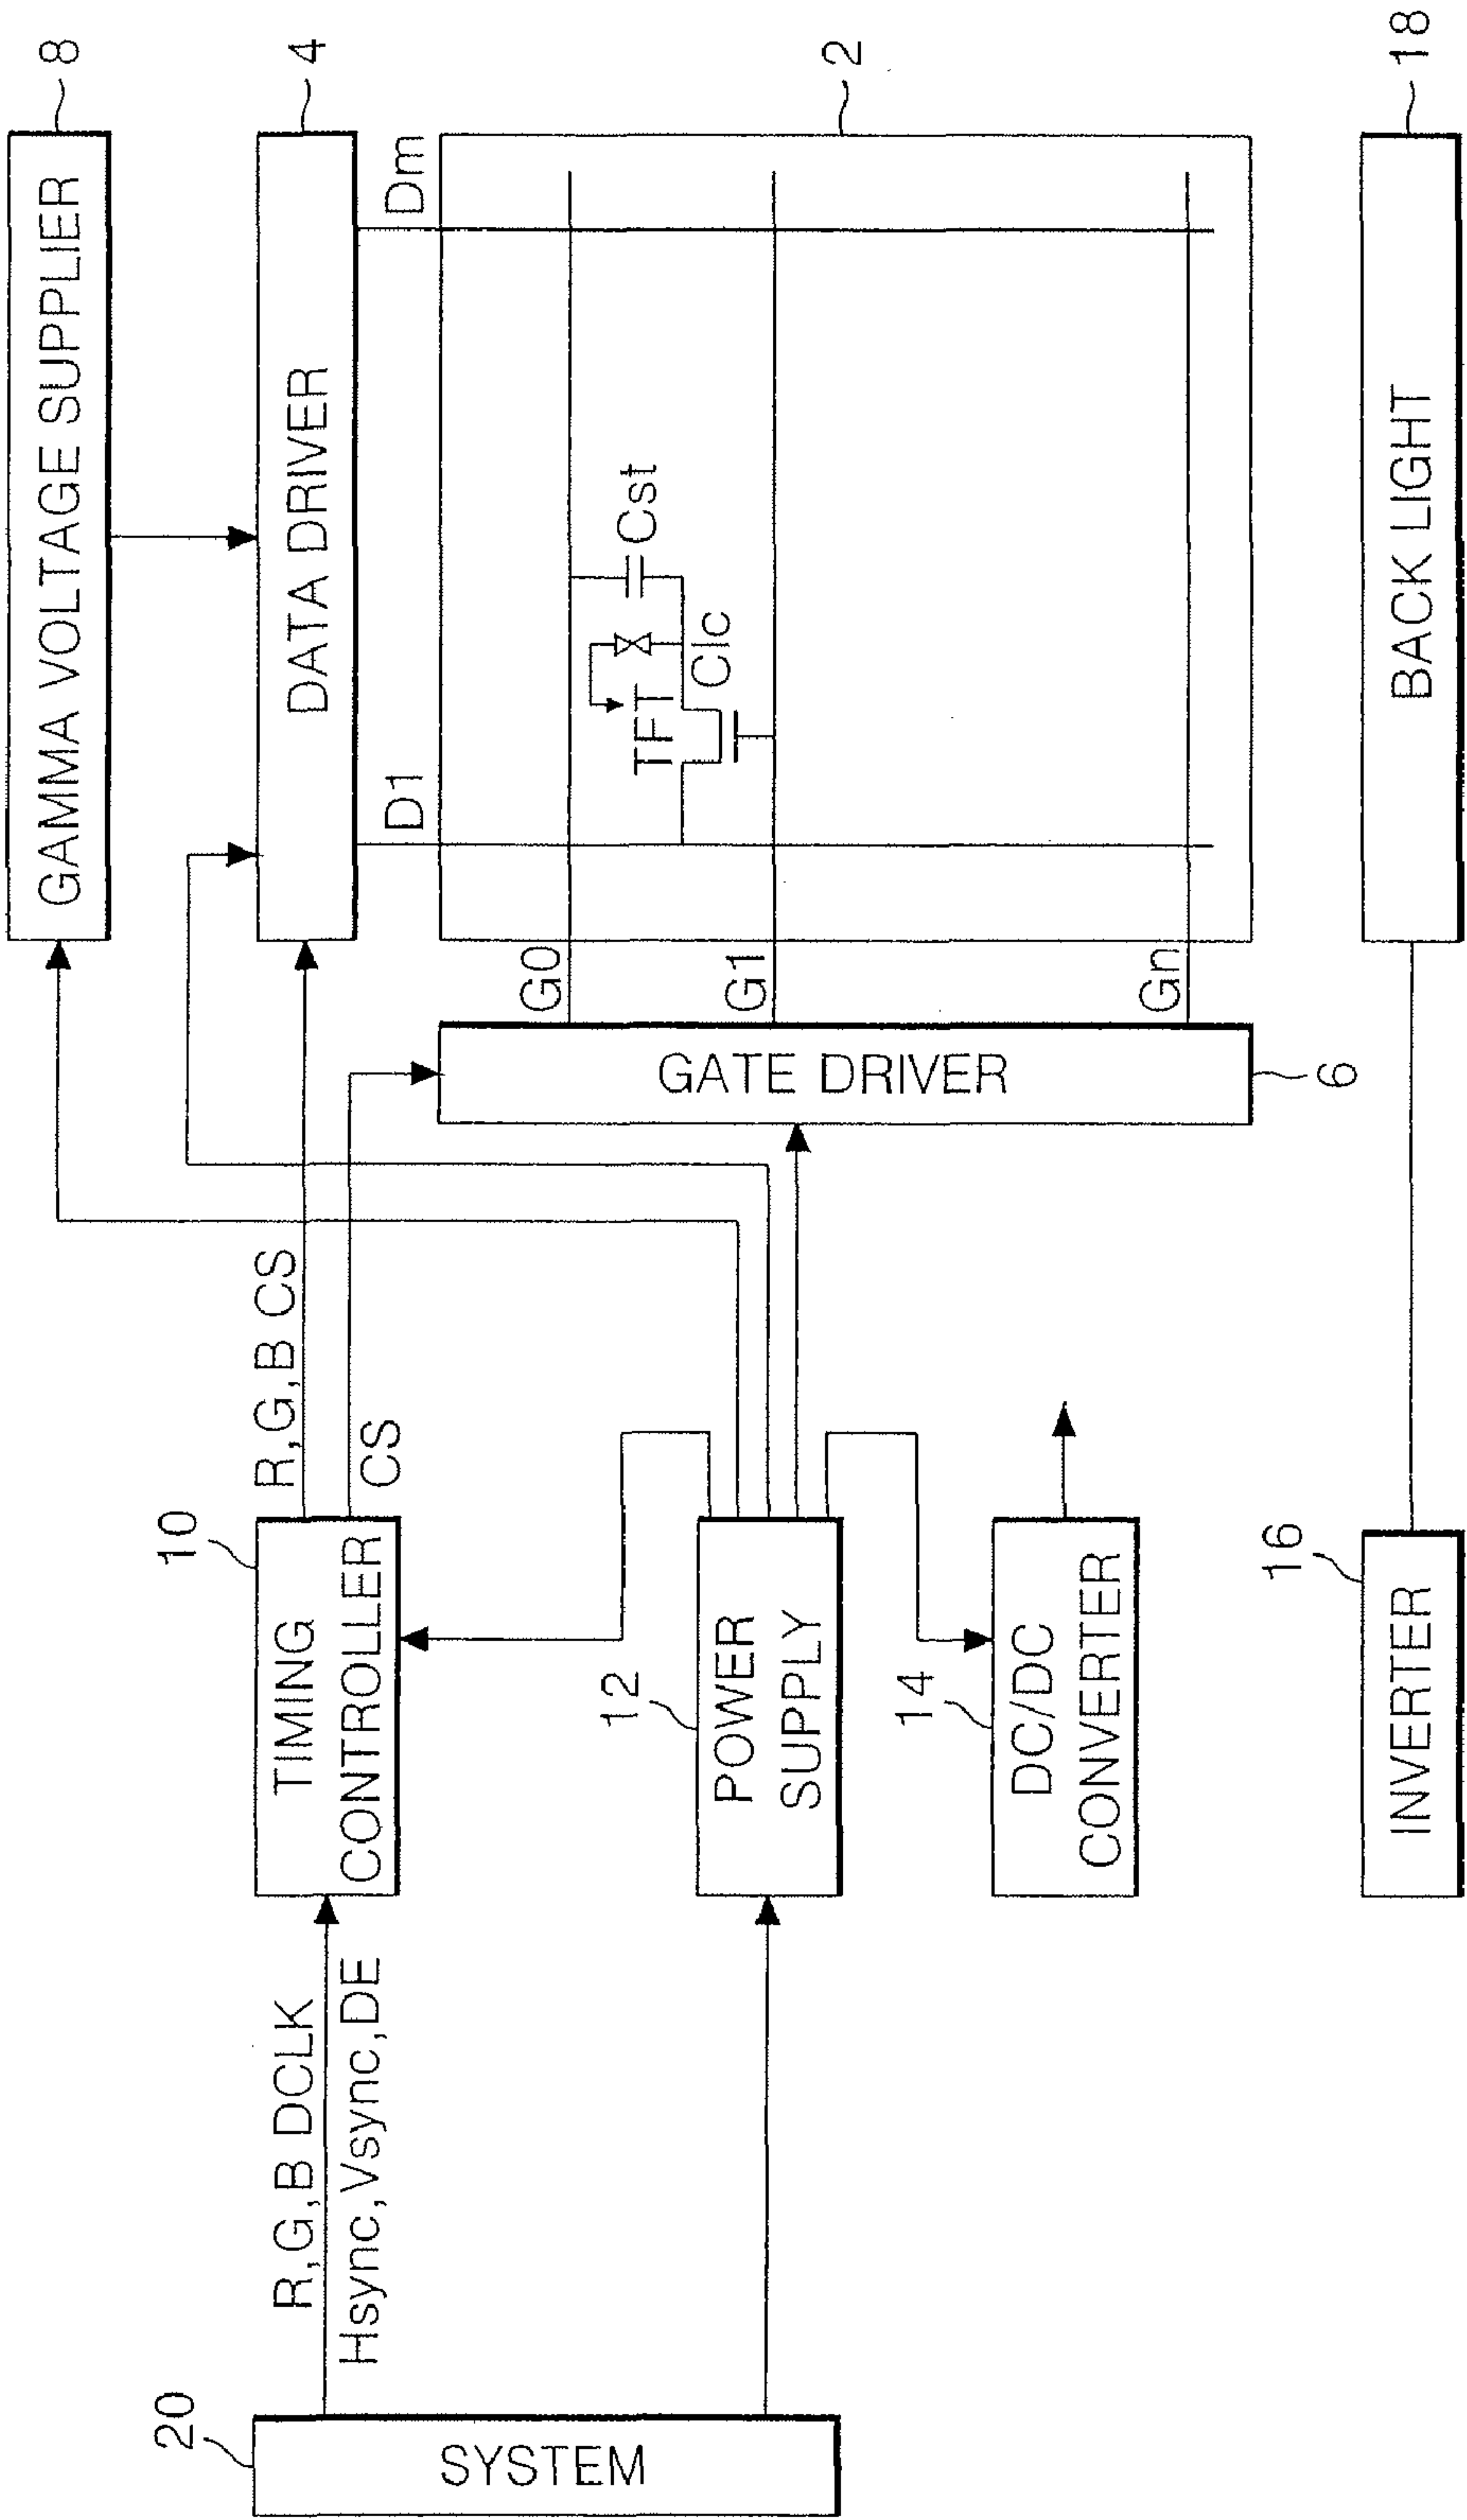 GAMMA VOLTAGE SUPPLIER
8
DATA DRIVER
4
R,G,B CS
CS
D1
Dm
2
G0
G1
Gn
TFT
Clc
Cst
GATE DRIVER
6
20
SYSTEM
R,G,B DCLK
Hsync,Vsync,DE
10
TIMING
CONTROLLER
12
POWER
SUPPLY
14
DC/DC
CONVERTER
16
INVERTER
BACK LIGHT
18